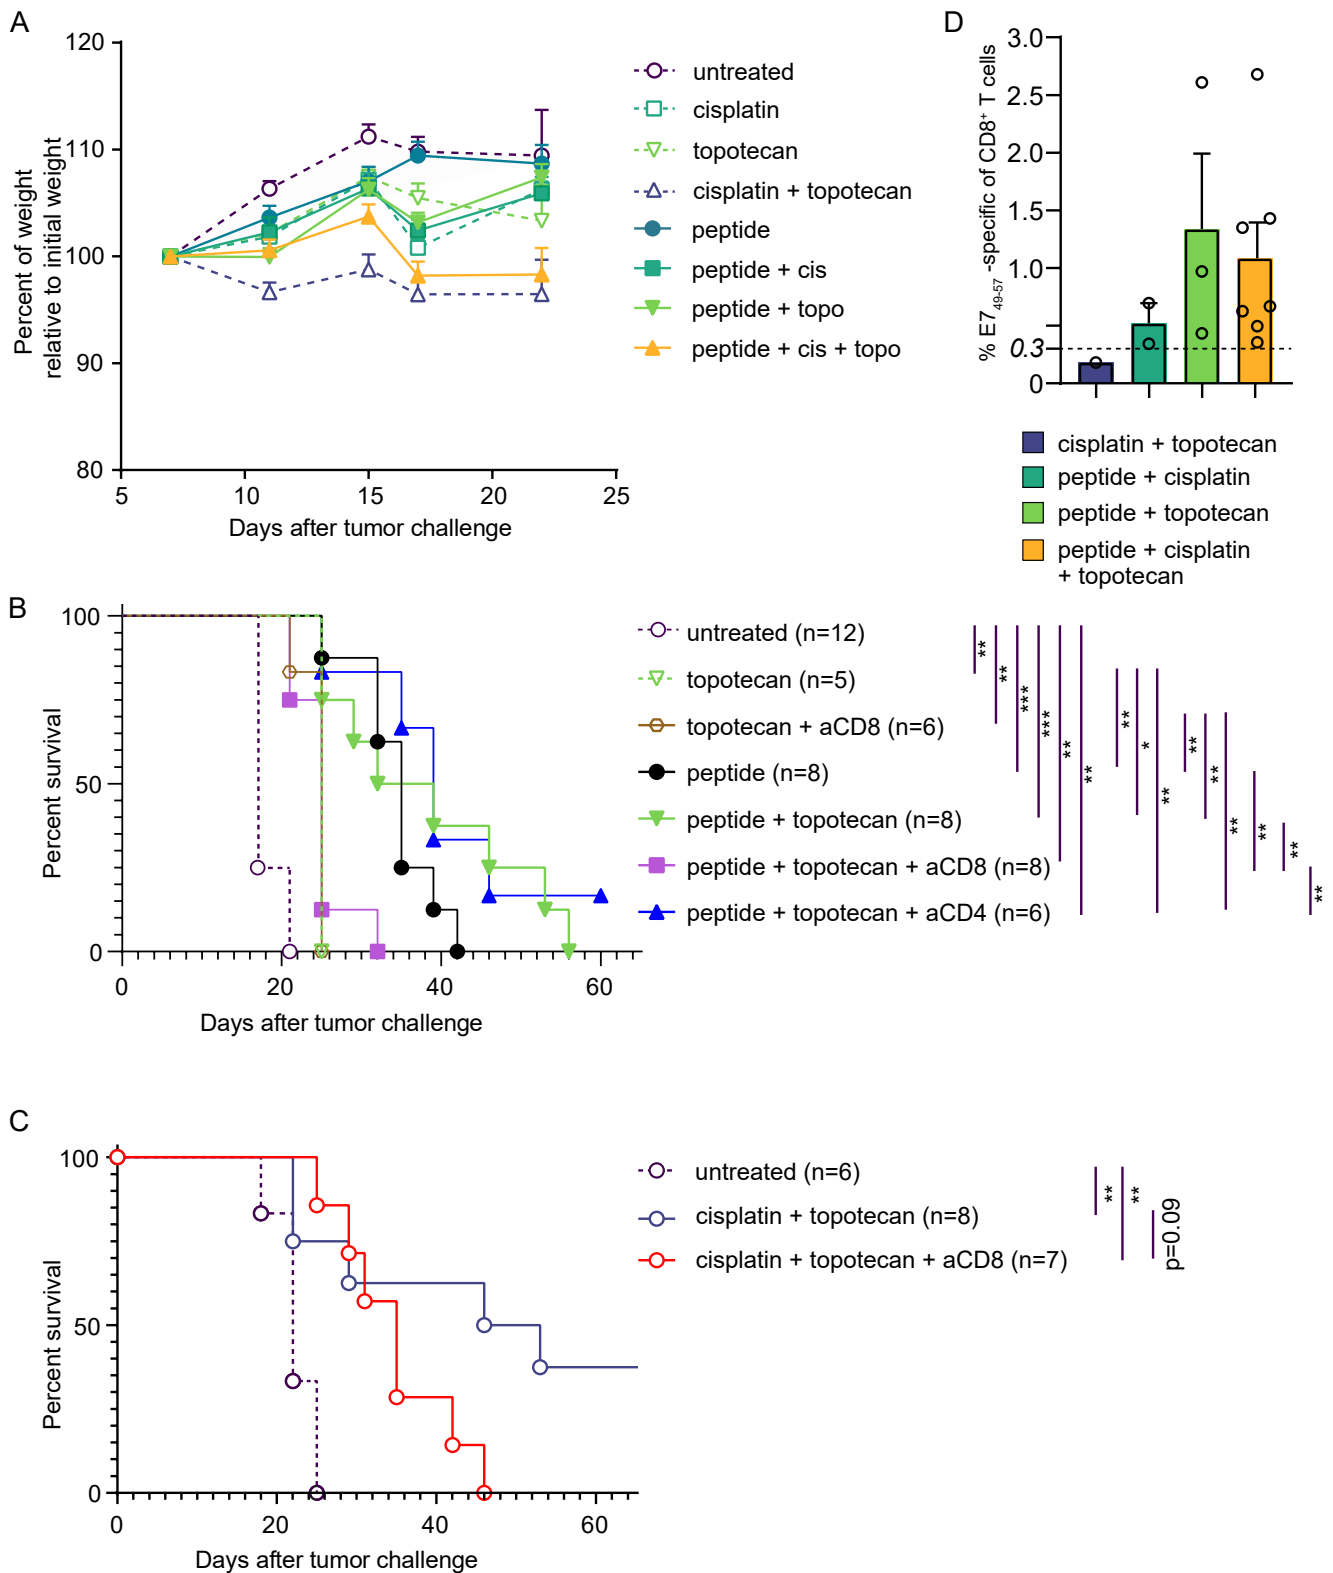 A
120
110
100
90
80
5
10
15
20
25
Percent of weight
relative to initial weight
Days after tumor challenge
untreated
cisplatin
topotecan
cisplatin + topotecan
peptide
peptide + cis
peptide + topo
peptide + cis + topo
D
% E7₄₉₋₅₇ -specific of CD8⁺ T cells
3.0
2.5
2.0
1.5
1.0
0.3
0
cisplatin + topotecan
peptide + cisplatin
peptide + topotecan
peptide + cisplatin
+ topotecan
B
100
50
0
0
20
40
60
Percent survival
Days after tumor challenge
untreated (n=12)
topotecan (n=5)
topotecan + aCD8 (n=6)
peptide (n=8)
peptide + topotecan (n=8)
peptide + topotecan + aCD8 (n=8)
peptide + topotecan + aCD4 (n=6)
**
**
***
***
**
**
**
*
**
**
**
**
**
**
**
C
100
50
0
0
20
40
60
Percent survival
Days after tumor challenge
untreated (n=6)
cisplatin + topotecan (n=8)
cisplatin + topotecan + aCD8 (n=7)
**
**
p=0.09